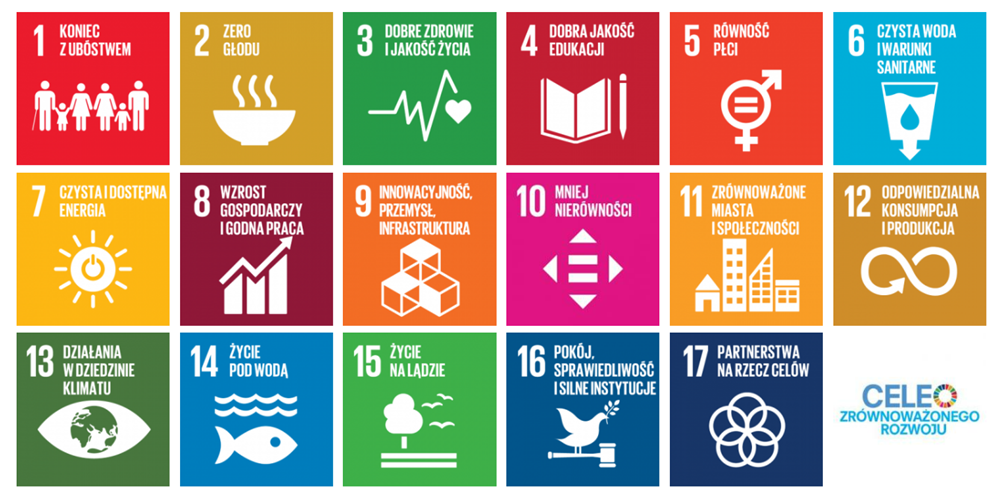 1 KONIEC
Z UBÓSTWEM
2 ZERO
GŁODU
3 DOBRE ZDROWIE
I JAKOŚĆ ŻYCIA
4 DOBRA JAKOŚĆ
EDUKACJI
5 RÓWNOŚĆ
PŁCI
6 CZYSTA WODA
I WARUNKI
SANITARNE
7 CZYSTA I DOSTĘPNA
ENERGIA
8 WZROST
GOSPODARCZY
I GODNA PRACA
9 INNOWACYJNOŚĆ,
PRZEMYSŁ,
INFRASTRUKTURA
10 MNIEJ
NIERÓWNOŚCI
11 ZRÓWNOWAŻONE
MIASTA
I SPOŁECZNOŚCI
12 ODPOWIEDZIALNA
KONSUMPCJA
I PRODUKCJA
13 DZIAŁANIA
W DZIEDZINIE
KLIMATU
14 ŻYCIE
POD WODĄ
15 ŻYCIE
NA LĄDZIE
16 POKÓJ,
SPRAWIEDLIWOŚĆ
I SILNE INSTYTUCJE
17 PARTNERSTWA
NA RZECZ CELÓW
CELEO
ZRÓWNOWAŻONEGO
ROZWOJU